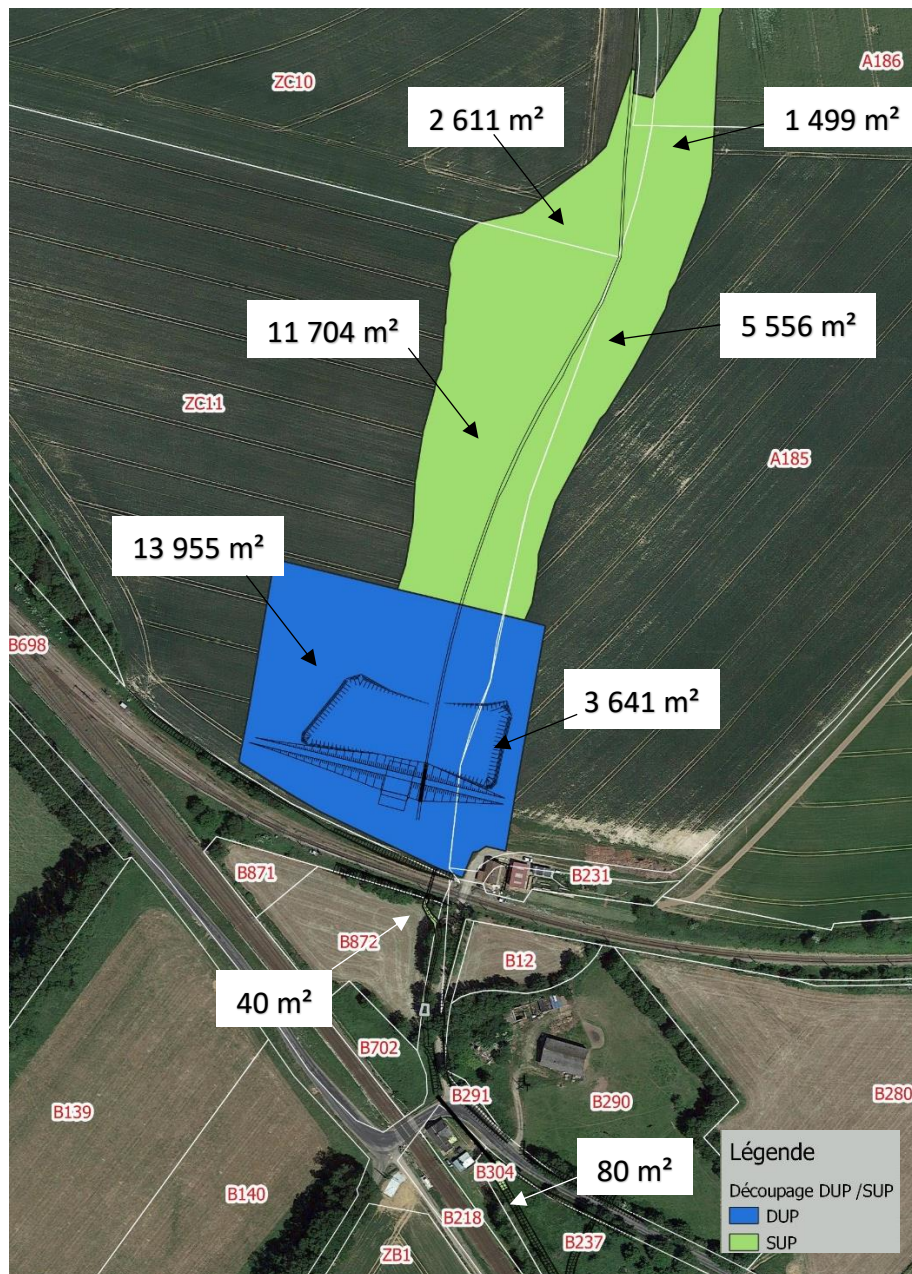 ZC10
A186
2 611 m²
1 499 m²
11 704 m²
5 556 m²
ZC11
A185
13 955 m²
B698
3 641 m²
B871
B231
B872
B12
40 m²
B702
B291
B139
B290
B280
B304
80 m²
B140
B218
B237
ZB1
Légende
Découpage DUP /SUP
DUP
SUP